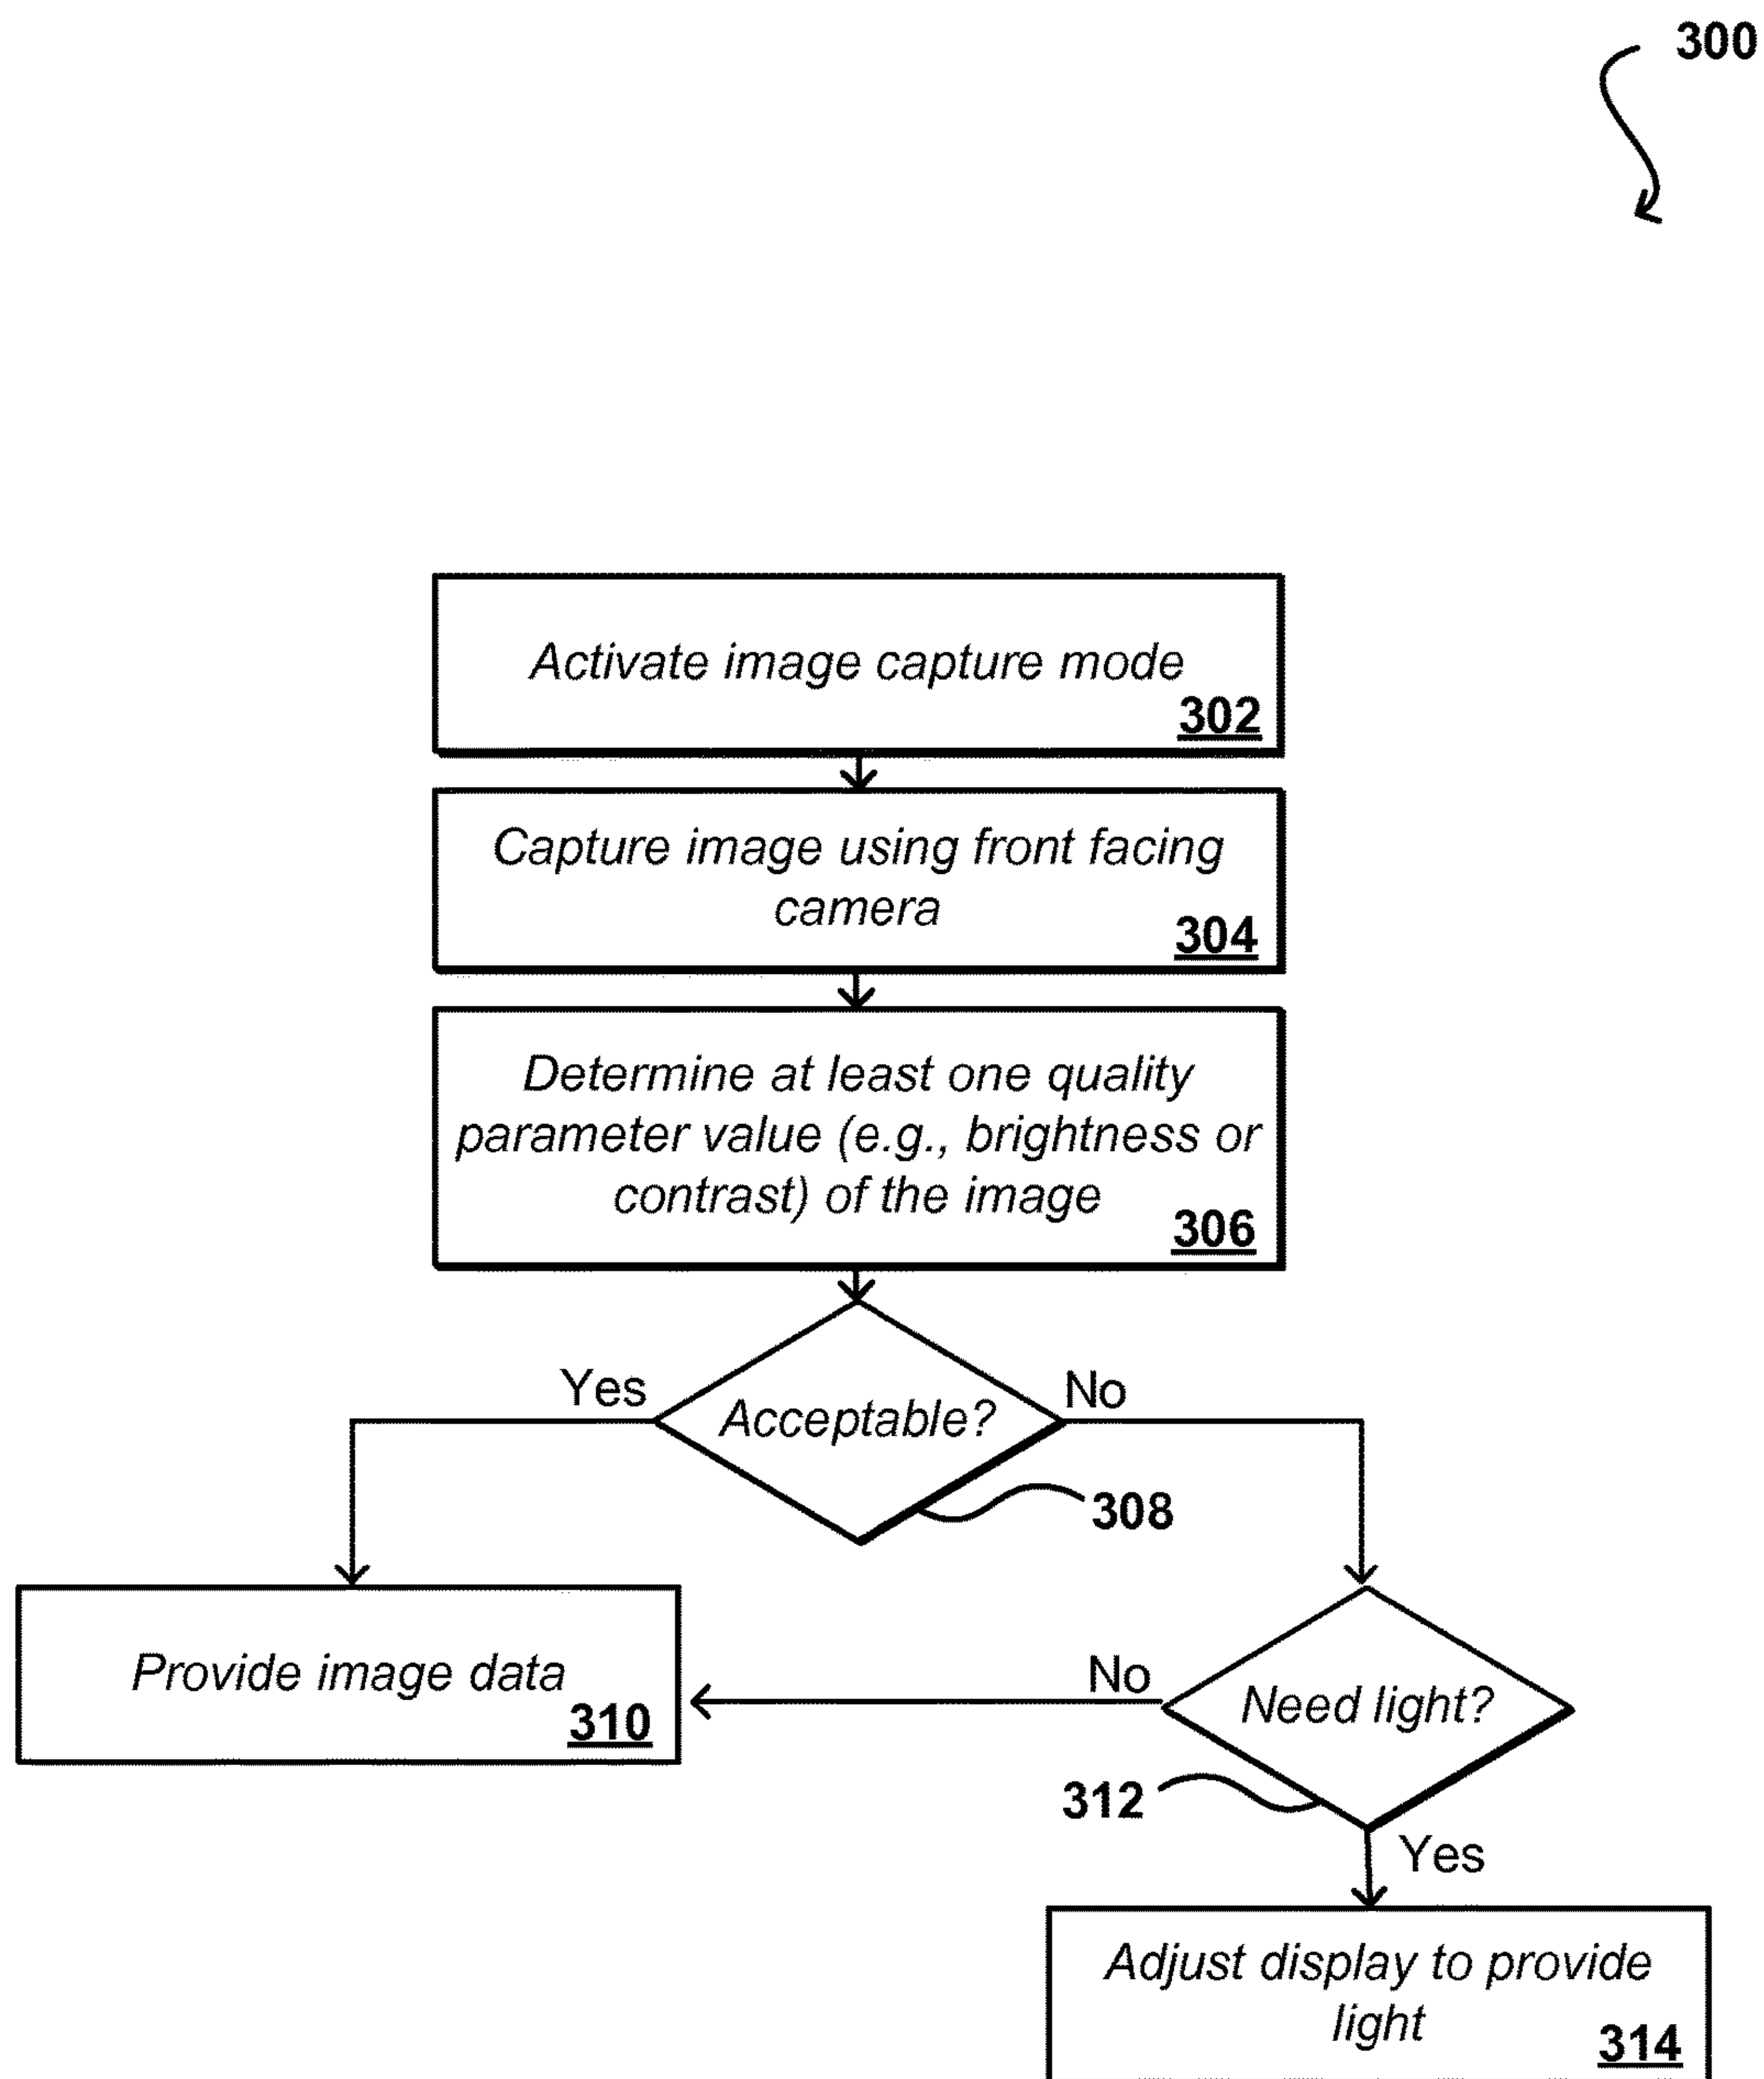 300
Activate image capture mode
302
Capture image using front facing
camera
304
Determine at least one quality
parameter value (e.g., brightness or
contrast) of the image
306
Yes
No
Acceptable?
308
Provide image data
310
No
Need light?
312
Yes
Adjust display to provide
light
314